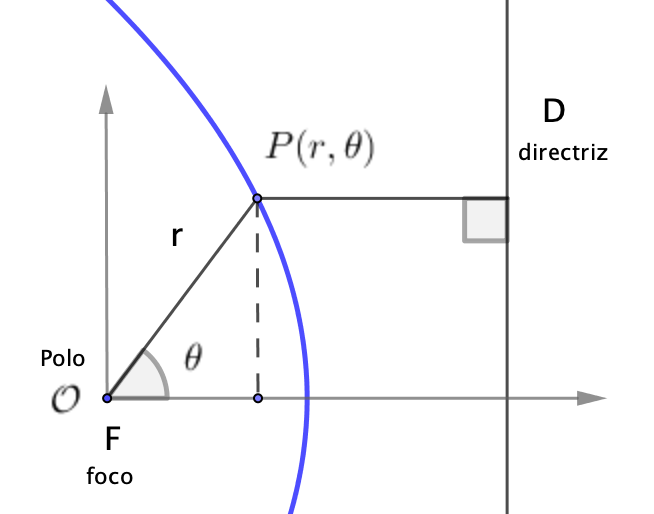 P(r, θ)
D
directriz
r
θ
Polo
𝒪
F
foco